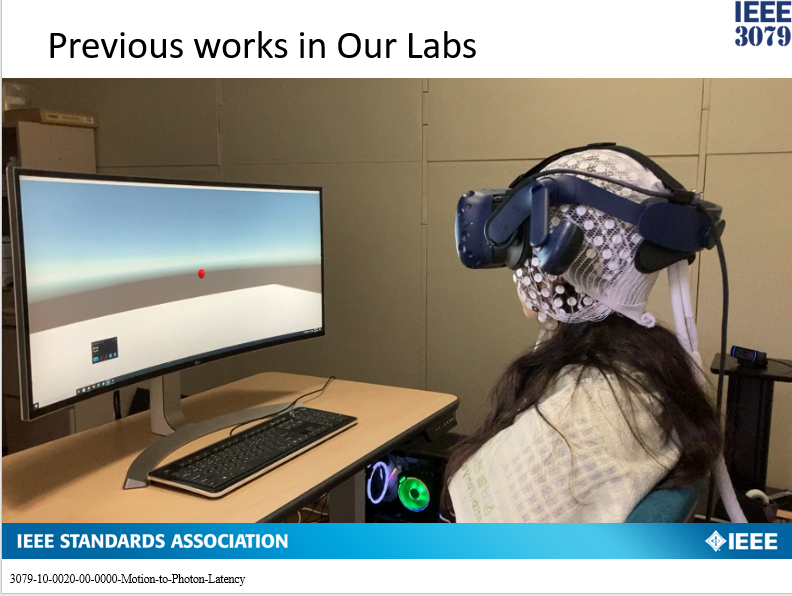 IEEE
3079
Previous works in Our Labs
IEEE STANDARDS ASSOCIATION
IEEE
3079-10-0020-00-0000-Motion-to-Photon-Latency